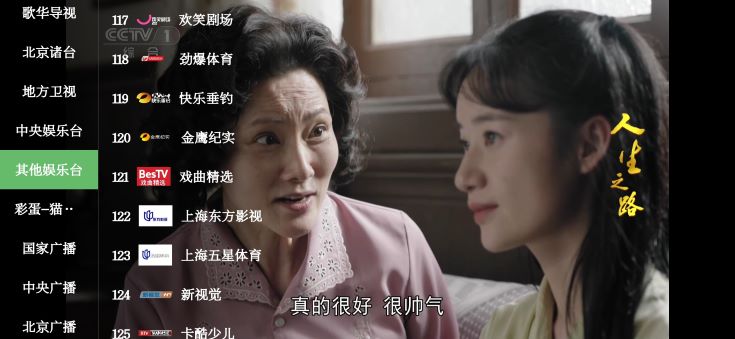 歌华导视
北京诸台
地方卫视
中央娱乐台
其他娱乐台
彩蛋-猫··
国家广播
中央广播
北京广播
117 欢笑剧场
118 劲爆体育
119 快乐垂钓
120 金鹰纪实
121 BesTV 戏曲精选 戏曲精选
122 上海东方影视
123 上海五星体育
124 新视觉
125 卡酷少儿
CCTV 1
综合
人生之路
真的很好 很帅气